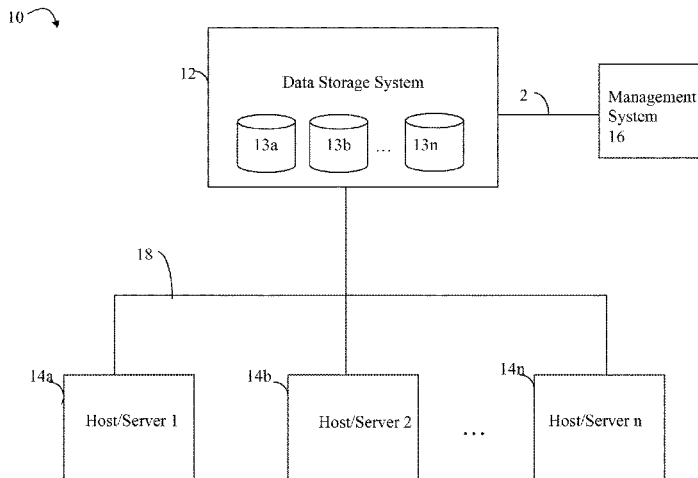 10
12
Data Storage System
13a
13b
...
13n
2
Management
System
16
18
14a
Host/Server 1
14b
Host/Server 2
...
14n
Host/Server n